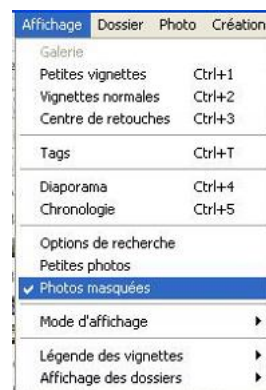 Affichage Dossier Photo Création
Galerie
Petites vignettes Ctrl+1
Vignettes normales Ctrl+2
Centre de retouches Ctrl+3
Tags Ctrl+T
Diaporama Ctrl+4
Chronologie Ctrl+5
Options de recherche
Petites photos
Photos masquées
Mode d'affichage
Légende des vignettes
Affichage des dossiers